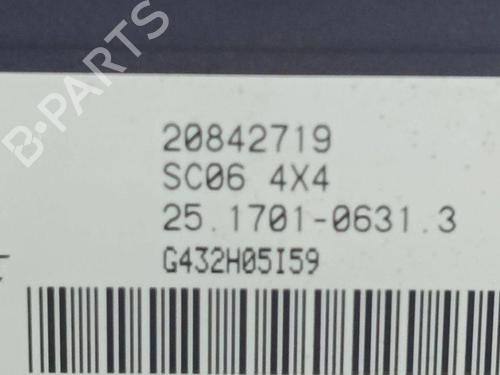 B-PARTS
20842719
SC06 4X4
25.1701-0631.3
G432H05I59